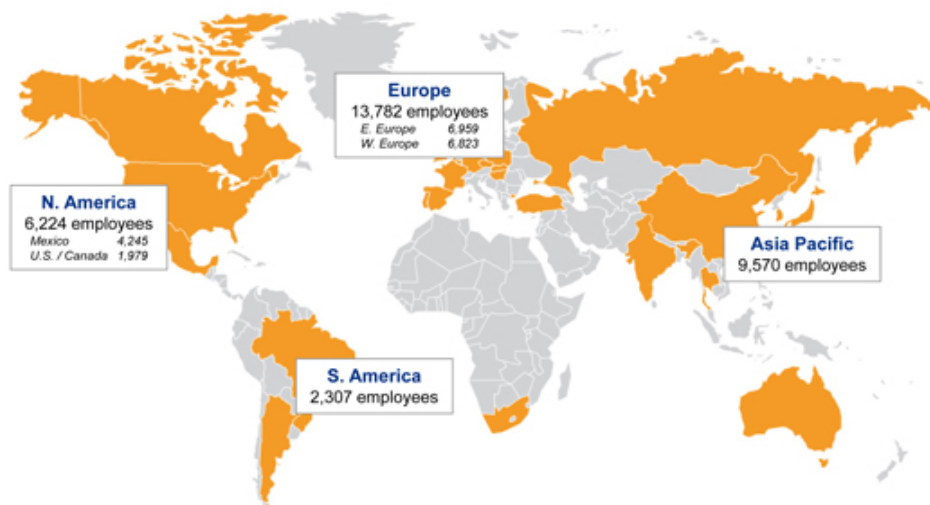 Europe
13,782 employees
E. Europe 6,959
W. Europe 6,823
N. America
6,224 employees
Mexico 4,245
U.S. / Canada 1,979
Asia Pacific
9,570 employees
S. America
2,307 employees